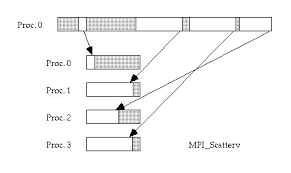 Proc. 0
Proc. 0
Proc. 1
Proc. 2
Proc. 3 MPI_Scatterv